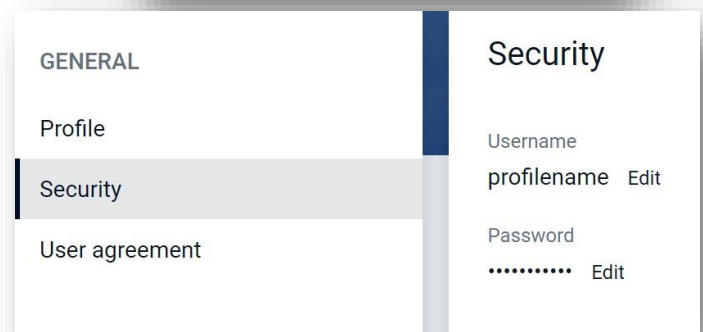 GENERAL
Profile
Security
User agreement
Security
Username
profilename Edit
Password
••••••••••• Edit